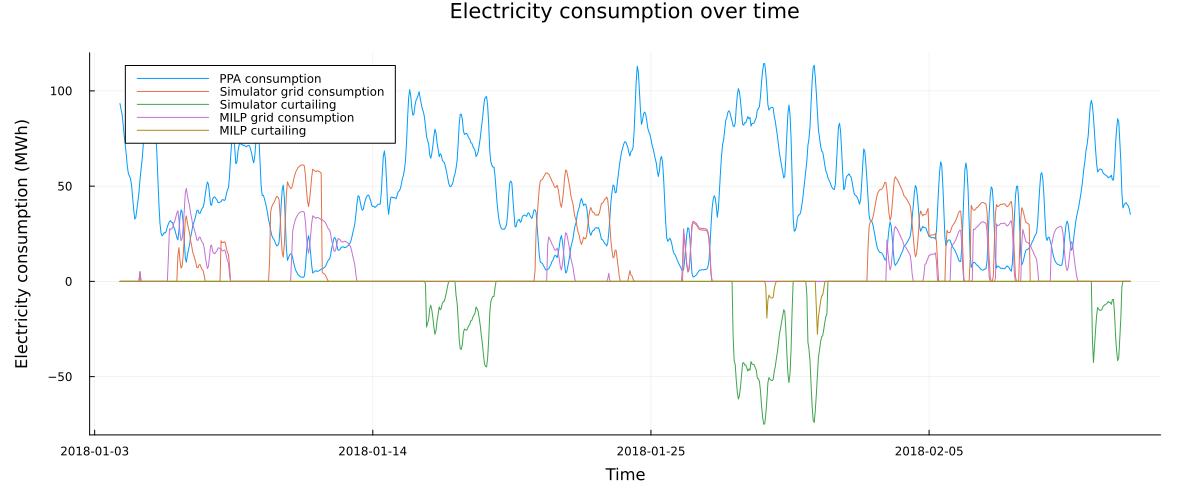 Electricity consumption over time
PPA consumption
Simulator grid consumption
Simulator curtailing
MILP grid consumption
MILP curtailing
Electricity consumption (MWh)
100
50
0
−50
2018-01-03
2018-01-14
2018-01-25
2018-02-05
Time